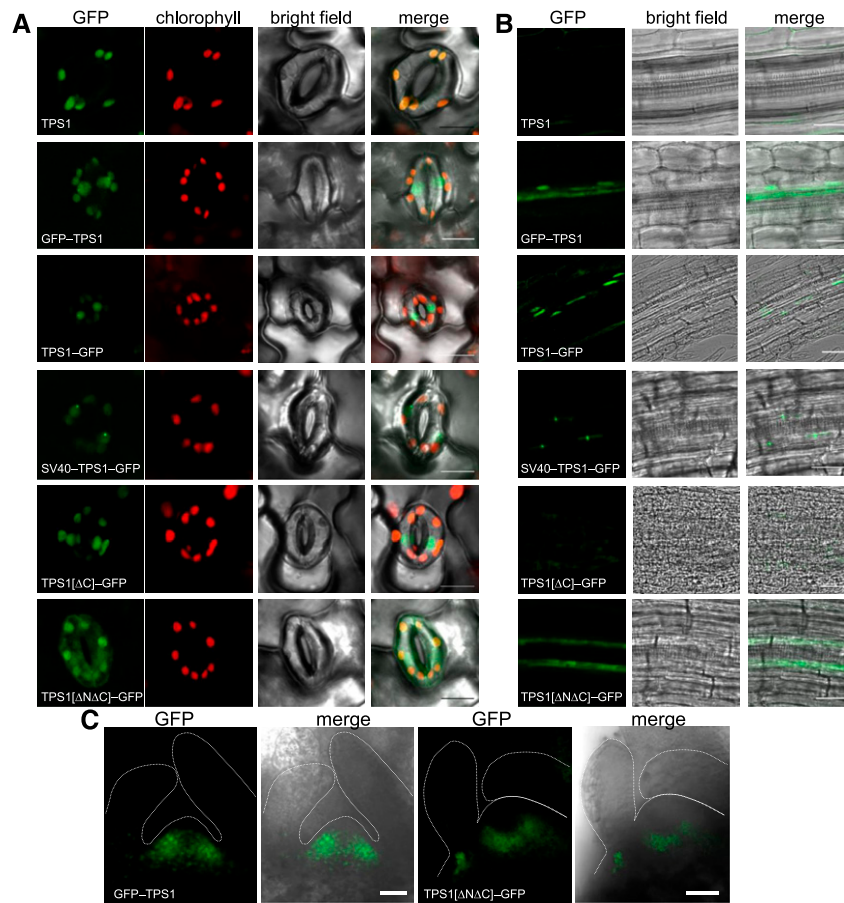 A GFP chlorophyll bright field merge B GFP bright field merge
TPS1 TPS1
GFP–TPS1 GFP–TPS1
TPS1–GFP TPS1–GFP
SV40–TPS1–GFP SV40–TPS1–GFP
TPS1[ΔC]–GFP TPS1[ΔC]–GFP
TPS1[ΔNΔC]–GFP TPS1[ΔNΔC]–GFP
C GFP merge GFP merge
GFP–TPS1 TPS1[ΔNΔC]–GFP